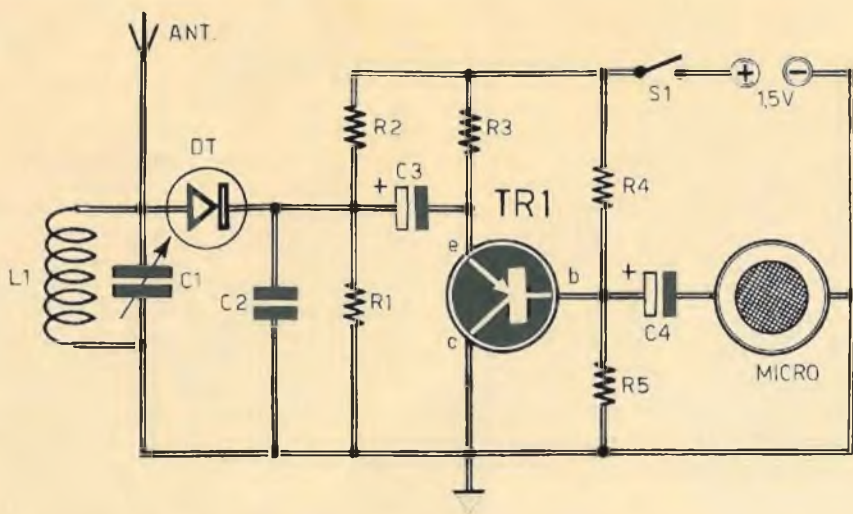 ANT.
DT
R2
C3
+
R3
TR1
S1
+
-
1,5V
R4
L1
C1
C2
R1
e
b
c
+
C4
R5
MICRO